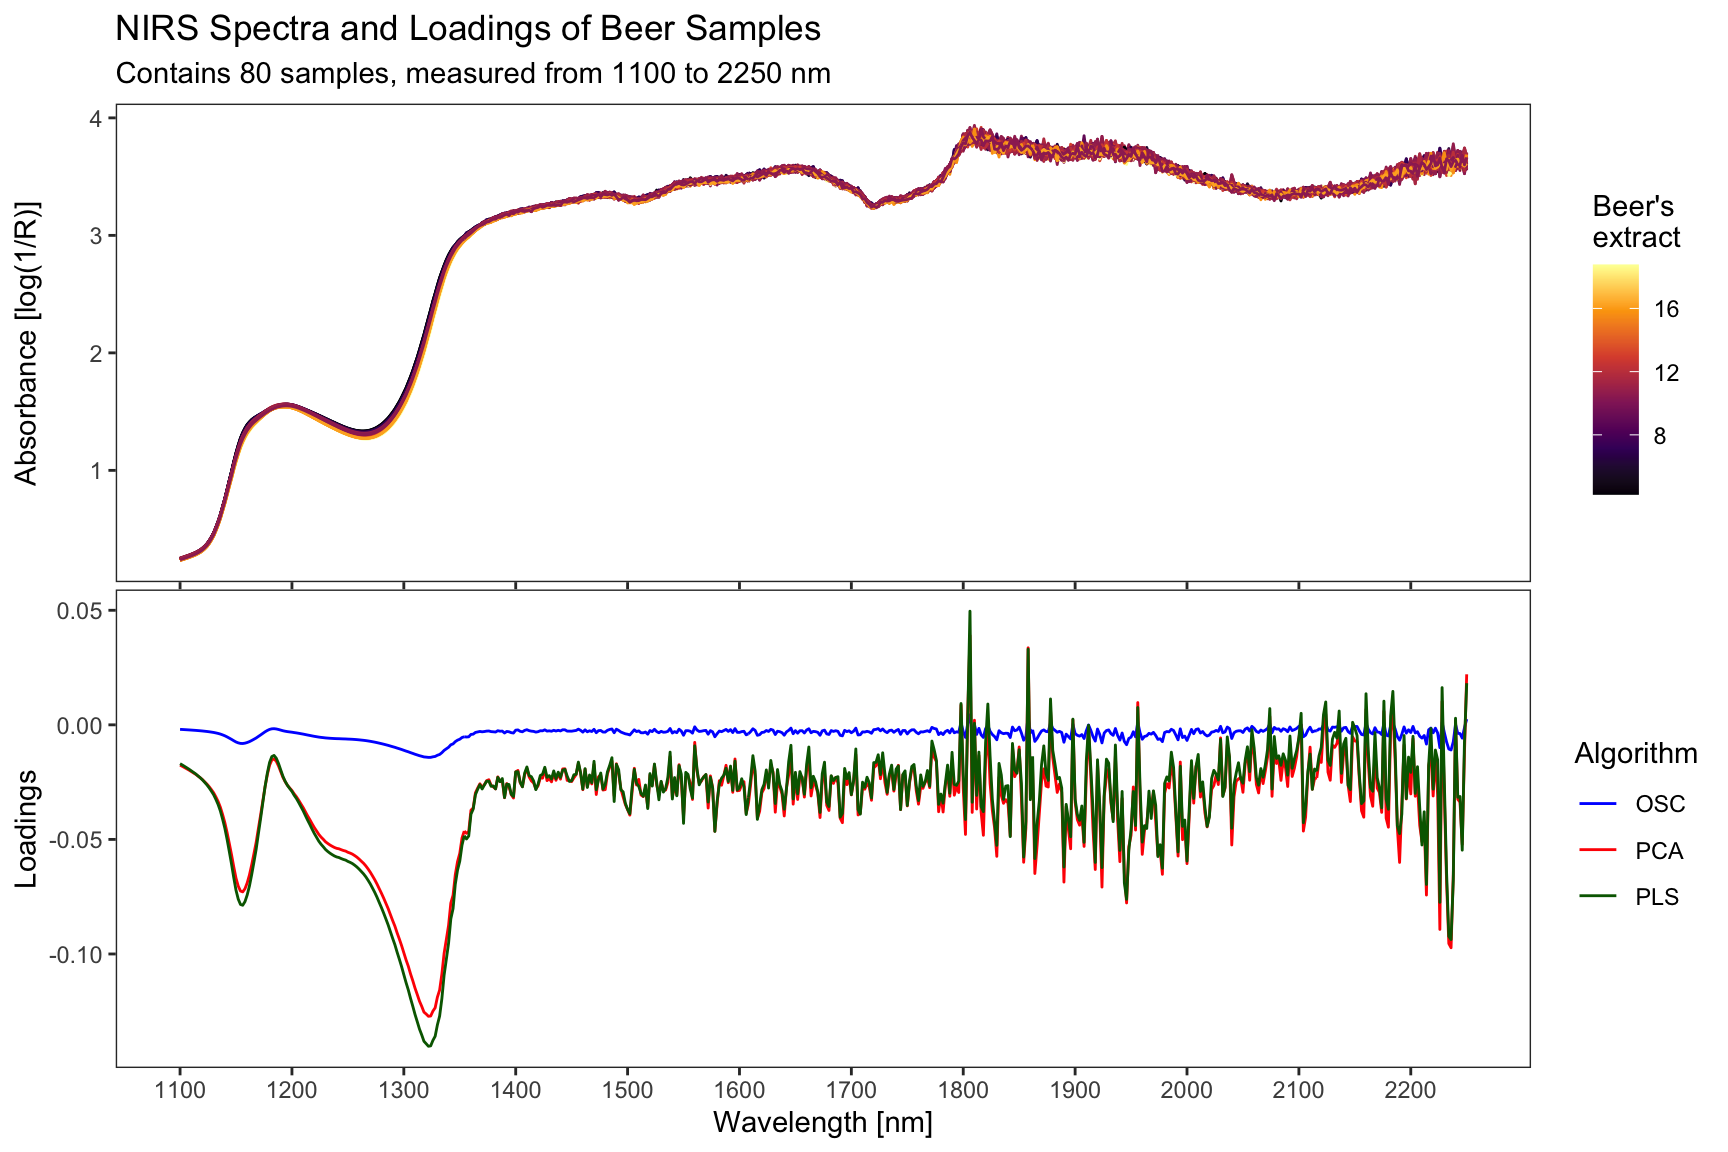 NIRS Spectra and Loadings of Beer Samples
Contains 80 samples, measured from 1100 to 2250 nm
Absorbance [log(1/R)]
4
3
2
1
Beer's
extract
16
12
8
Loadings
0.05
0.00
-0.05
-0.10
Algorithm
OSC
PCA
PLS
1100 1200 1300 1400 1500 1600 1700 1800 1900 2000 2100 2200
Wavelength [nm]